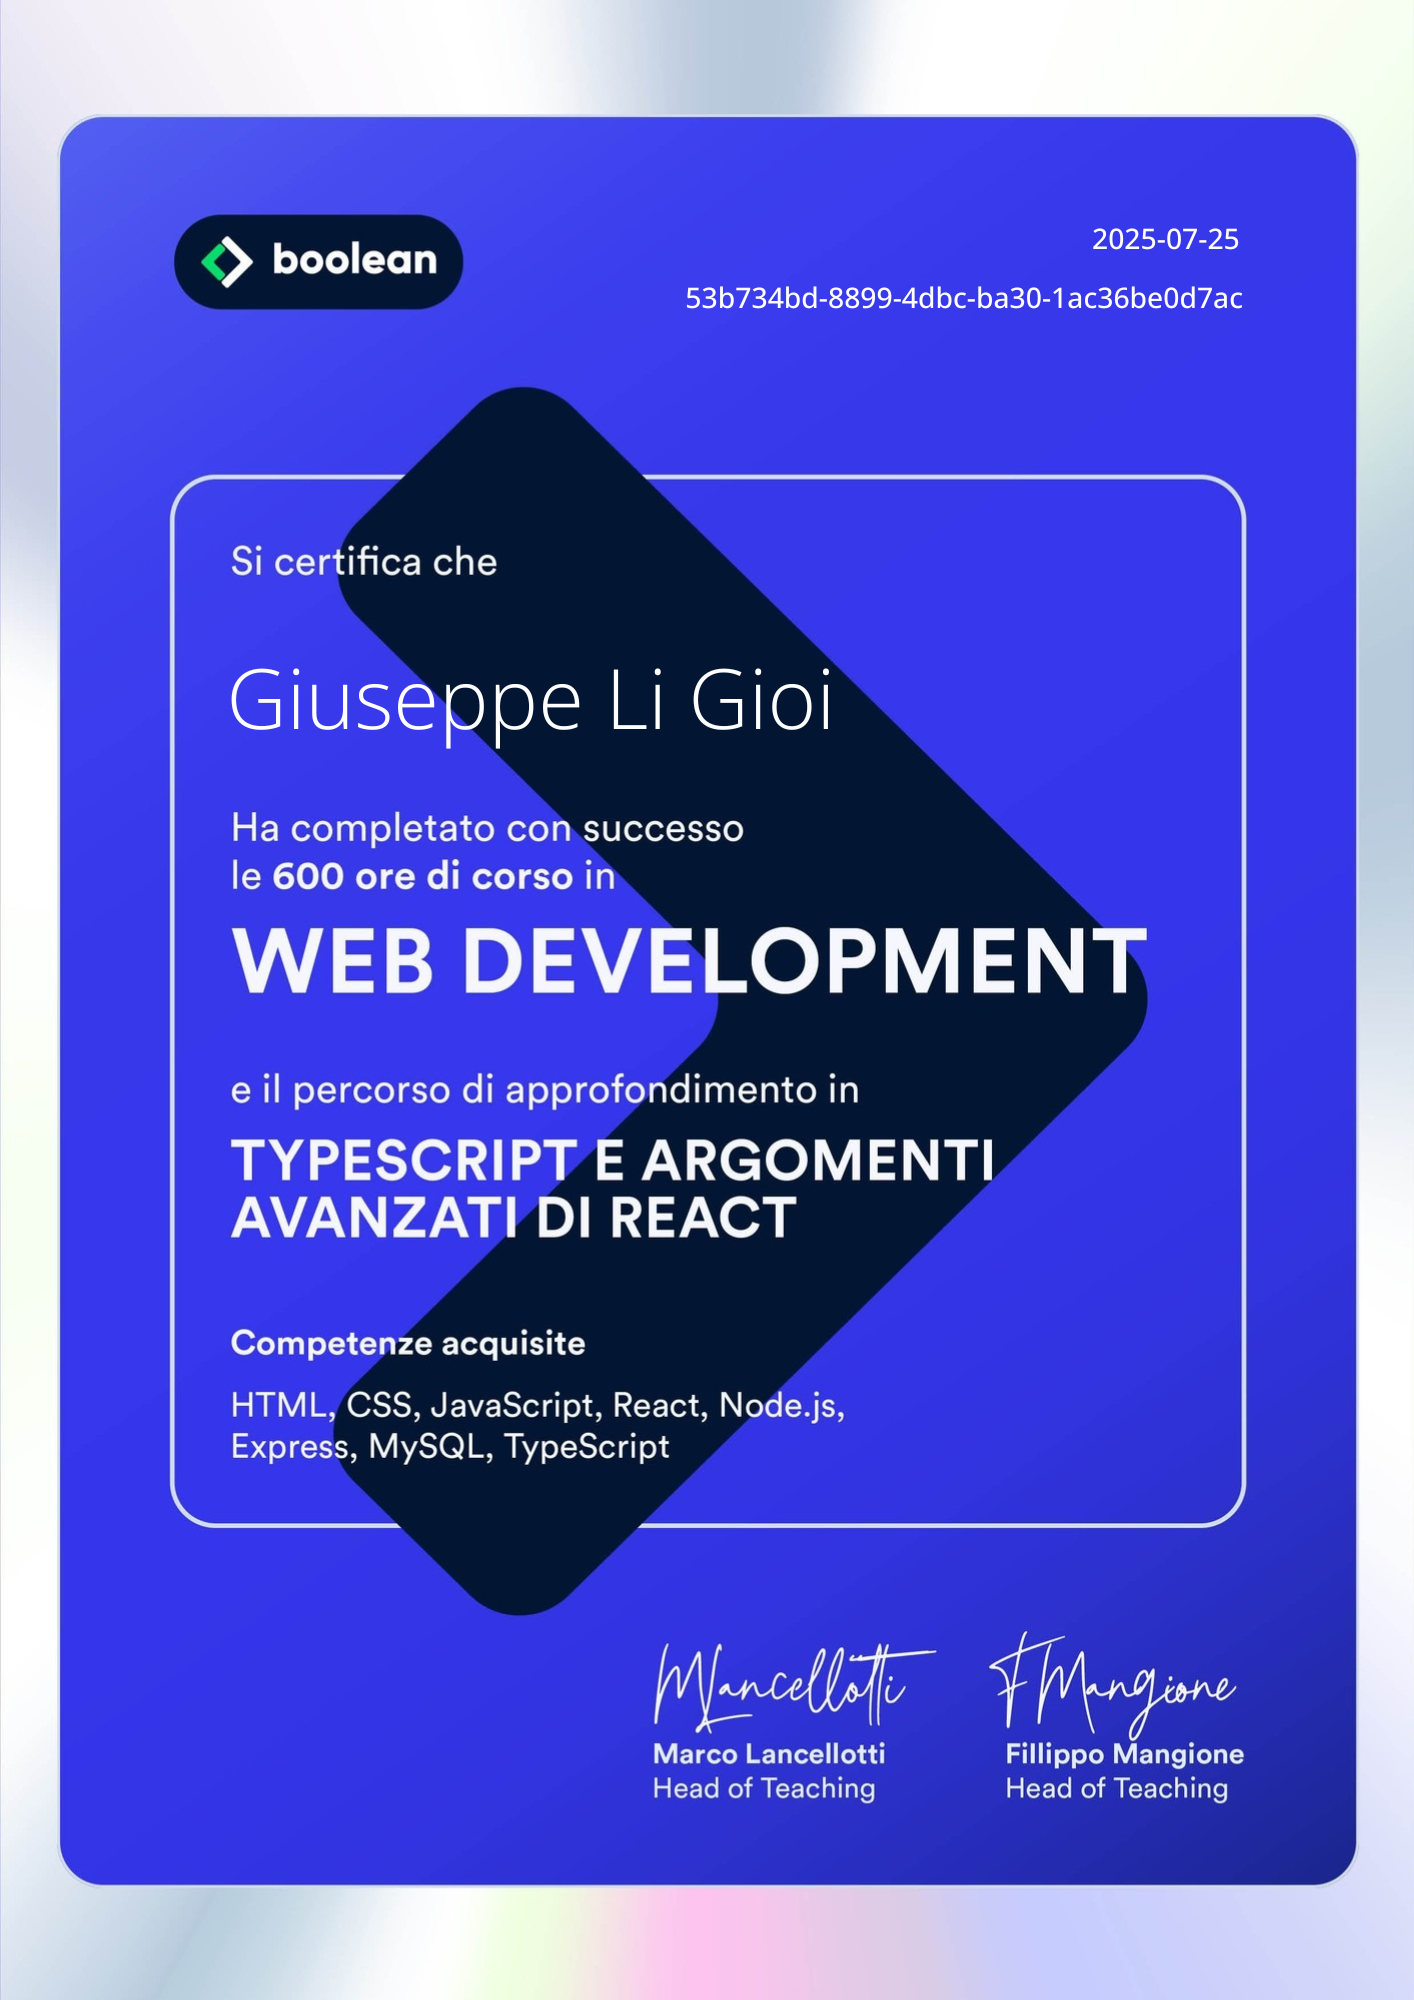 boolean
2025-07-25
53b734bd-8899-4dbc-ba30-1ac36be0d7ac
Si certifica che
Giuseppe Li Gioi
Ha completato con successo
le 600 ore di corso in
WEB DEVELOPMENT
e il percorso di approfondimento in
TYPESCRIPT E ARGOMENTI
AVANZATI DI REACT
Competenze acquisite
HTML, CSS, JavaScript, React, Node.js,
Express, MySQL, TypeScript
MLancellotti FMangione
Marco Lancellotti Fillippo Mangione
Head of Teaching Head of Teaching